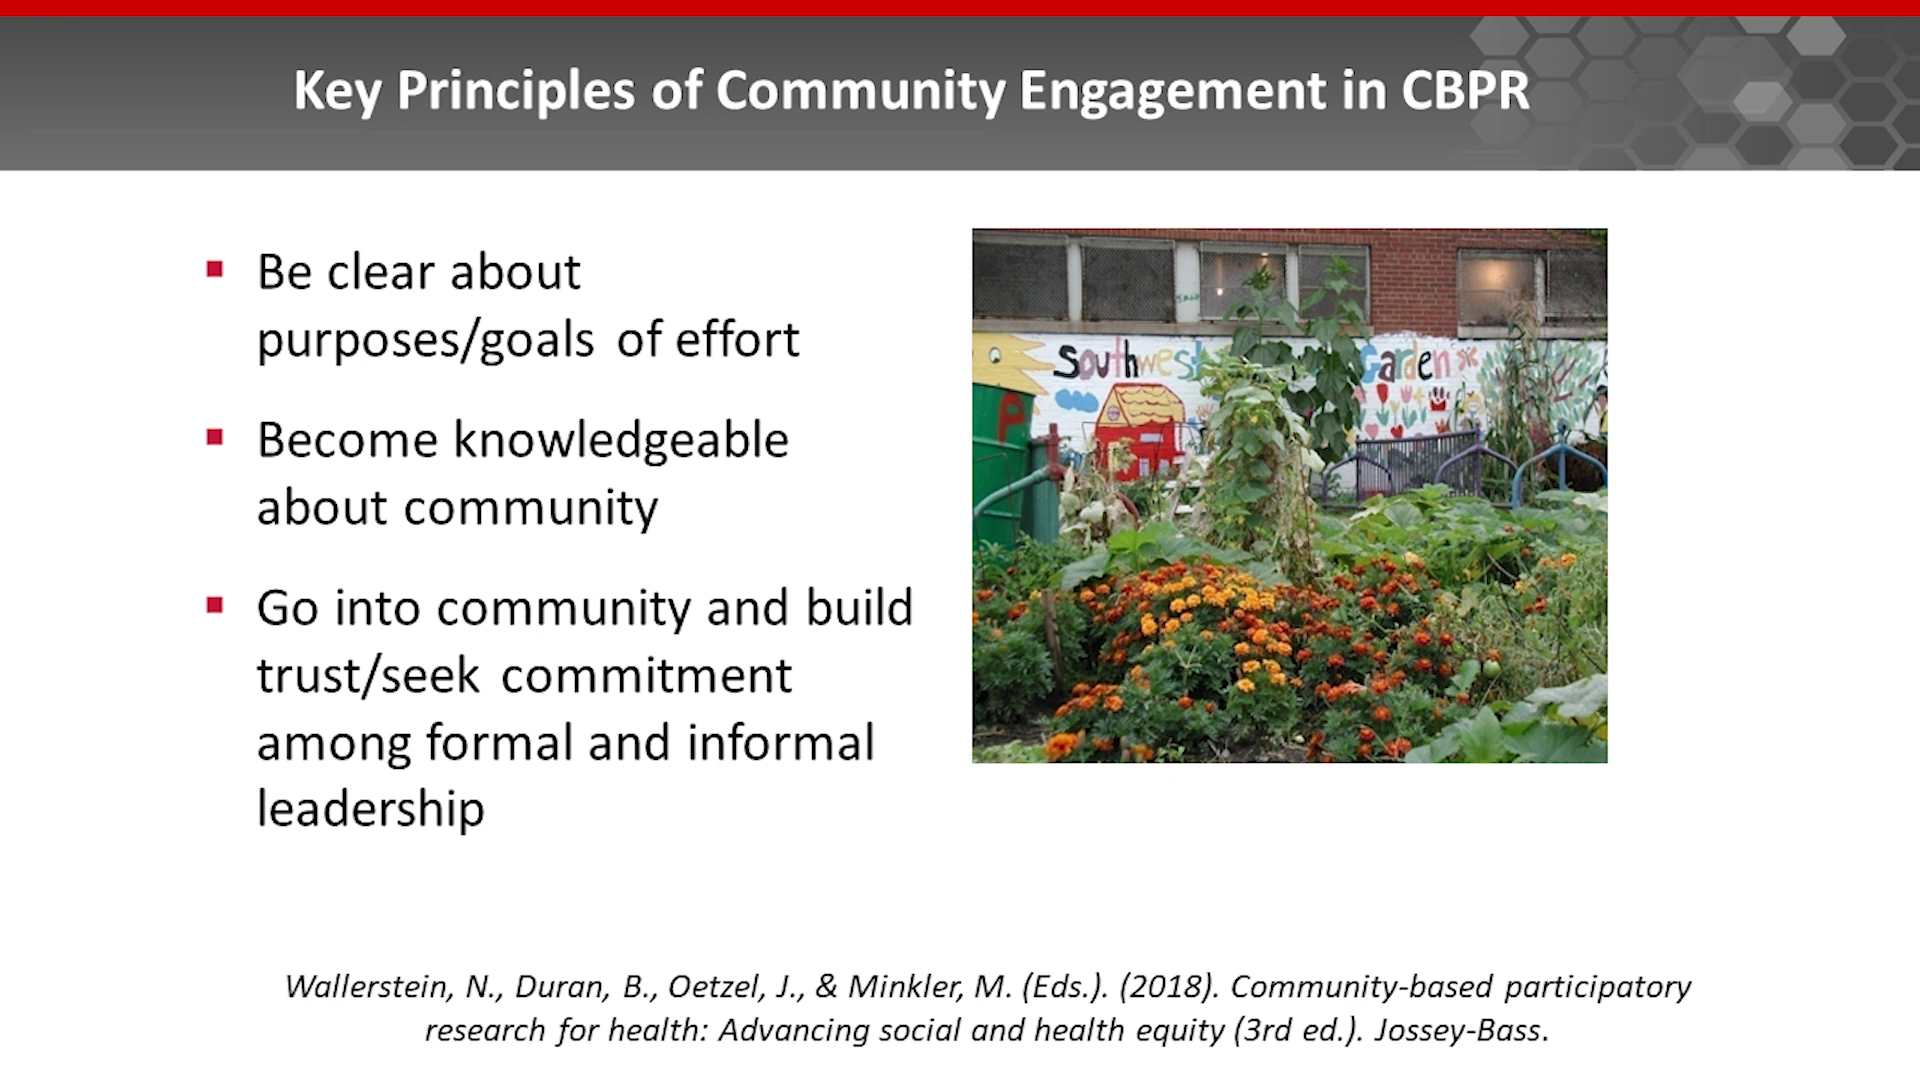 Key Principles of Community Engagement in CBPR
Be clear about
purposes/goals of effort
Become knowledgeable
about community
Go into community and build
trust/seek commitment
among formal and informal
leadership
Southwest Garden
P
Wallerstein, N., Duran, B., Oetzel, J., & Minkler, M. (Eds.). (2018). Community-based participatory
research for health: Advancing social and health equity (3rd ed.). Jossey-Bass.